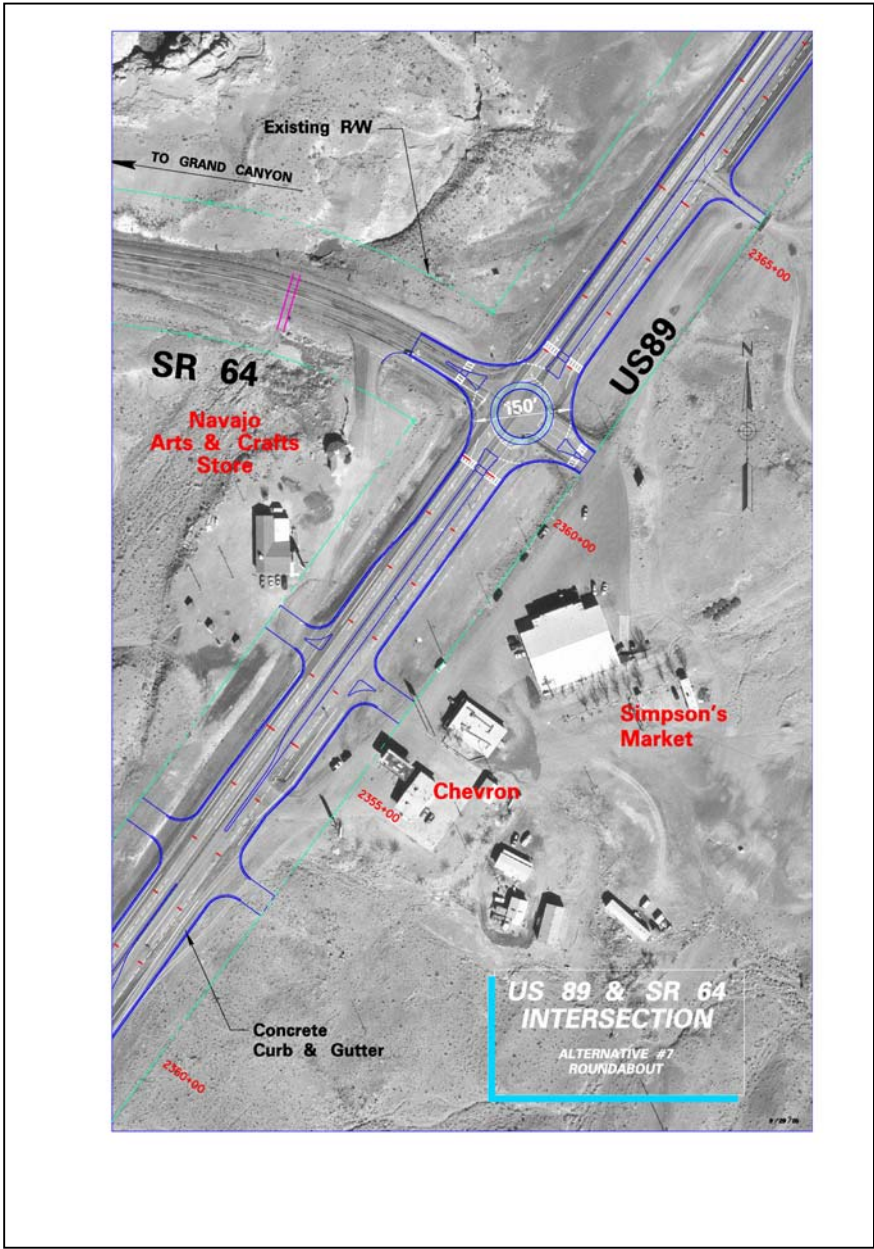 Existing R/W
TO GRAND CANYON
2365+00
US89
N
SR 64
150'
Navajo
Arts & Crafts
Store
2360+00
Simpson's
Market
Chevron
2355+00
US 89 & SR 64
INTERSECTION
ALTERNATIVE #7
ROUNDABOUT
Concrete
Curb & Gutter
2360+00